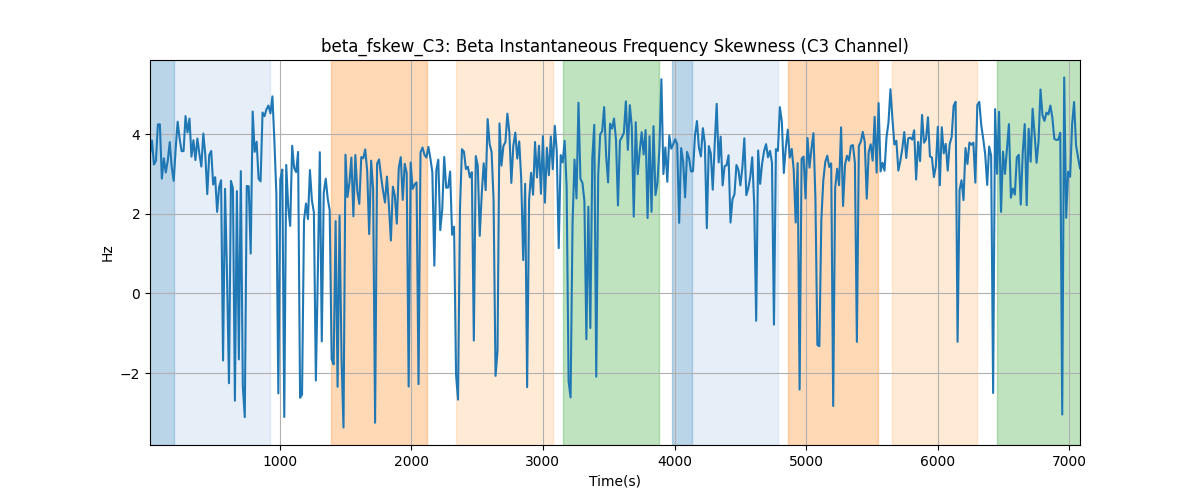 beta_fskew_C3: Beta Instantaneous Frequency Skewness (C3 Channel)
Hz
4
2
0
−2
1000 2000 3000 4000 5000 6000 7000
Time(s)